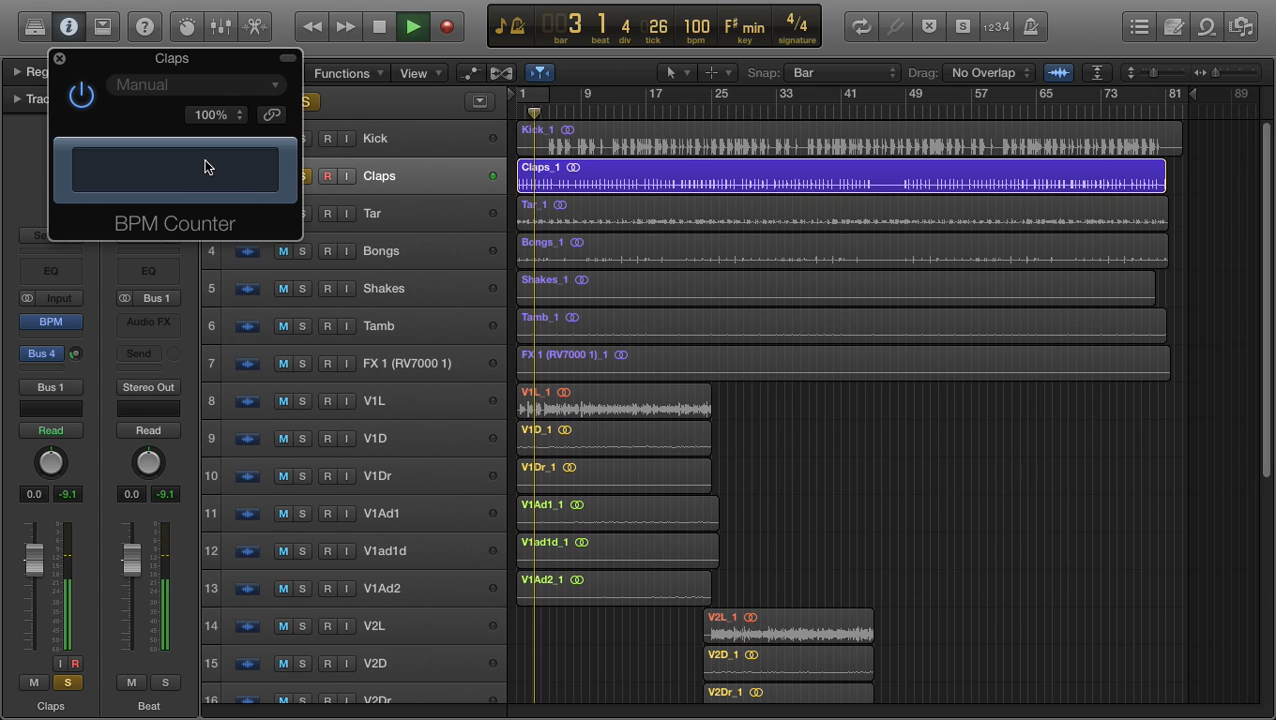 3 1 4 26 100 F♯min 4/4
bar beat div tick bpm key signature
1234
Claps
Manual
100%
BPM Counter
Reg
Trac
Functions View Snap: Bar Drag: No Overlap
1 9 17 25 33 41 49 57 65 73 81 89
S
R I Kick
Kick_1
S R I Claps
Claps_1
R I Tar
Tar_1
4 M S R I Bongs
Bongs_1
5 M S R I Shakes
Shakes_1
6 M S R I Tamb
Tamb_1
7 M S R I FX 1 (RV7000 1)
FX 1 (RV7000 1)_1
8 M S R I V1L
V1L_1
9 M S R I V1D
V1D_1
10 M S R I V1Dr
V1Dr_1
11 M S R I V1Ad1
V1Ad1_1
12 M S R I V1ad1d
V1ad1d_1
13 M S R I V1Ad2
V1Ad2_1
14 M S R I V2L
V2L_1
15 M S R I V2D
V2D_1
16 M S R I V2Dr
V2Dr_1
EQ EQ
Input Bus 1
BPM Audio FX
Bus 4 Send
Bus 1 Stereo Out
Read Read
0.0 -9.1 0.0 -9.1
I R
M S M S
Claps Beat